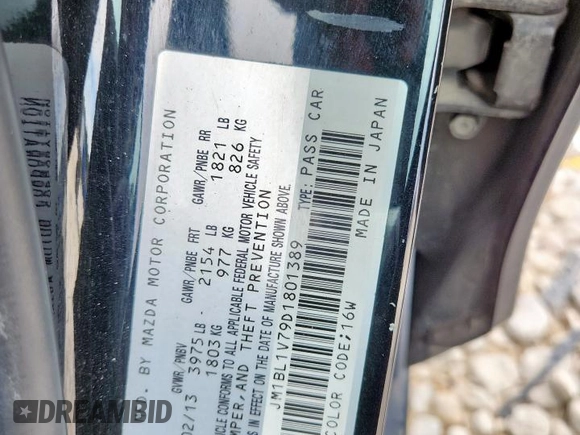 D. BY MAZDA MOTOR CORPORATION
GVWR/PNBV GAWR/PNBE FRT GAWR/PNBE RR
02/13 3975 LB 2154 LB 1821 LB
1803 KG 977 KG 826 KG
VEHICLE CONFORMS TO ALL APPLICABLE FEDERAL MOTOR VEHICLE SAFETY
MPER, AND THEFT PREVENTION
IN EFFECT ON THE DATE OF MANUFACTURE SHOWN ABOVE.
JM1BL1V79D1801389 TYPE: PASS CAR
COLOR CODE;16W MADE IN JAPAN
DREAMBID